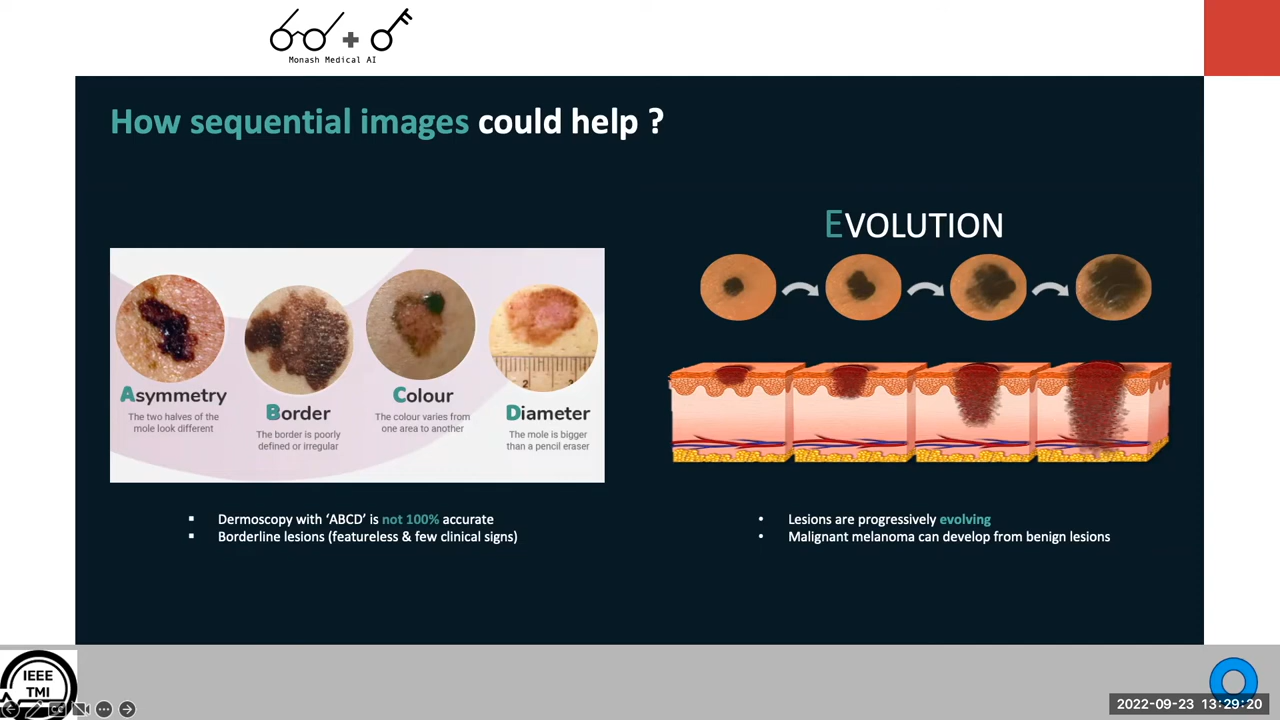 Monash Medical AI
How sequential images could help ?
EVOLUTION
Asymmetry
The two halves of the
mole look different
Border
The border is poorly
defined or irregular
Colour
The colour varies from
one area to another
2
3
Diameter
The mole is bigger
than a pencil eraser
▪ Dermoscopy with ‘ABCD’ is not 100% accurate
▪ Borderline lesions (featureless & few clinical signs)
• Lesions are progressively evolving
• Malignant melanoma can develop from benign lesions
IEEE
TMI
2022-09-23 13:29:20